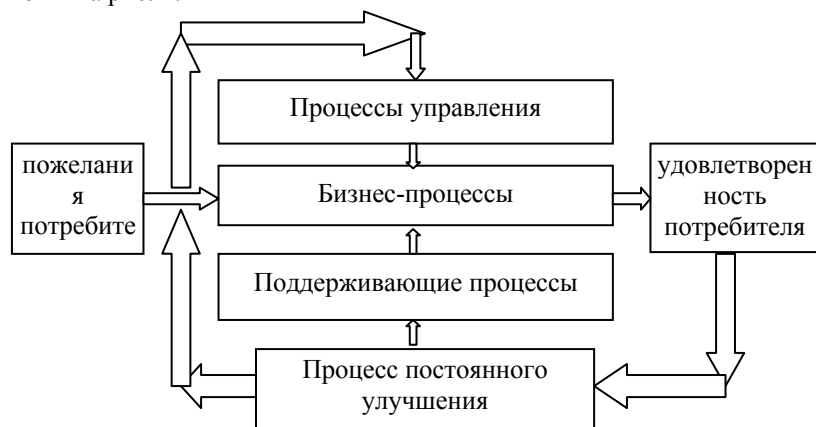 Процессы управления
пожелани
я
потребите
Бизнес-процессы
удовлетворен
ность
потребителя
Поддерживающие процессы
Процесс постоянного
улучшения